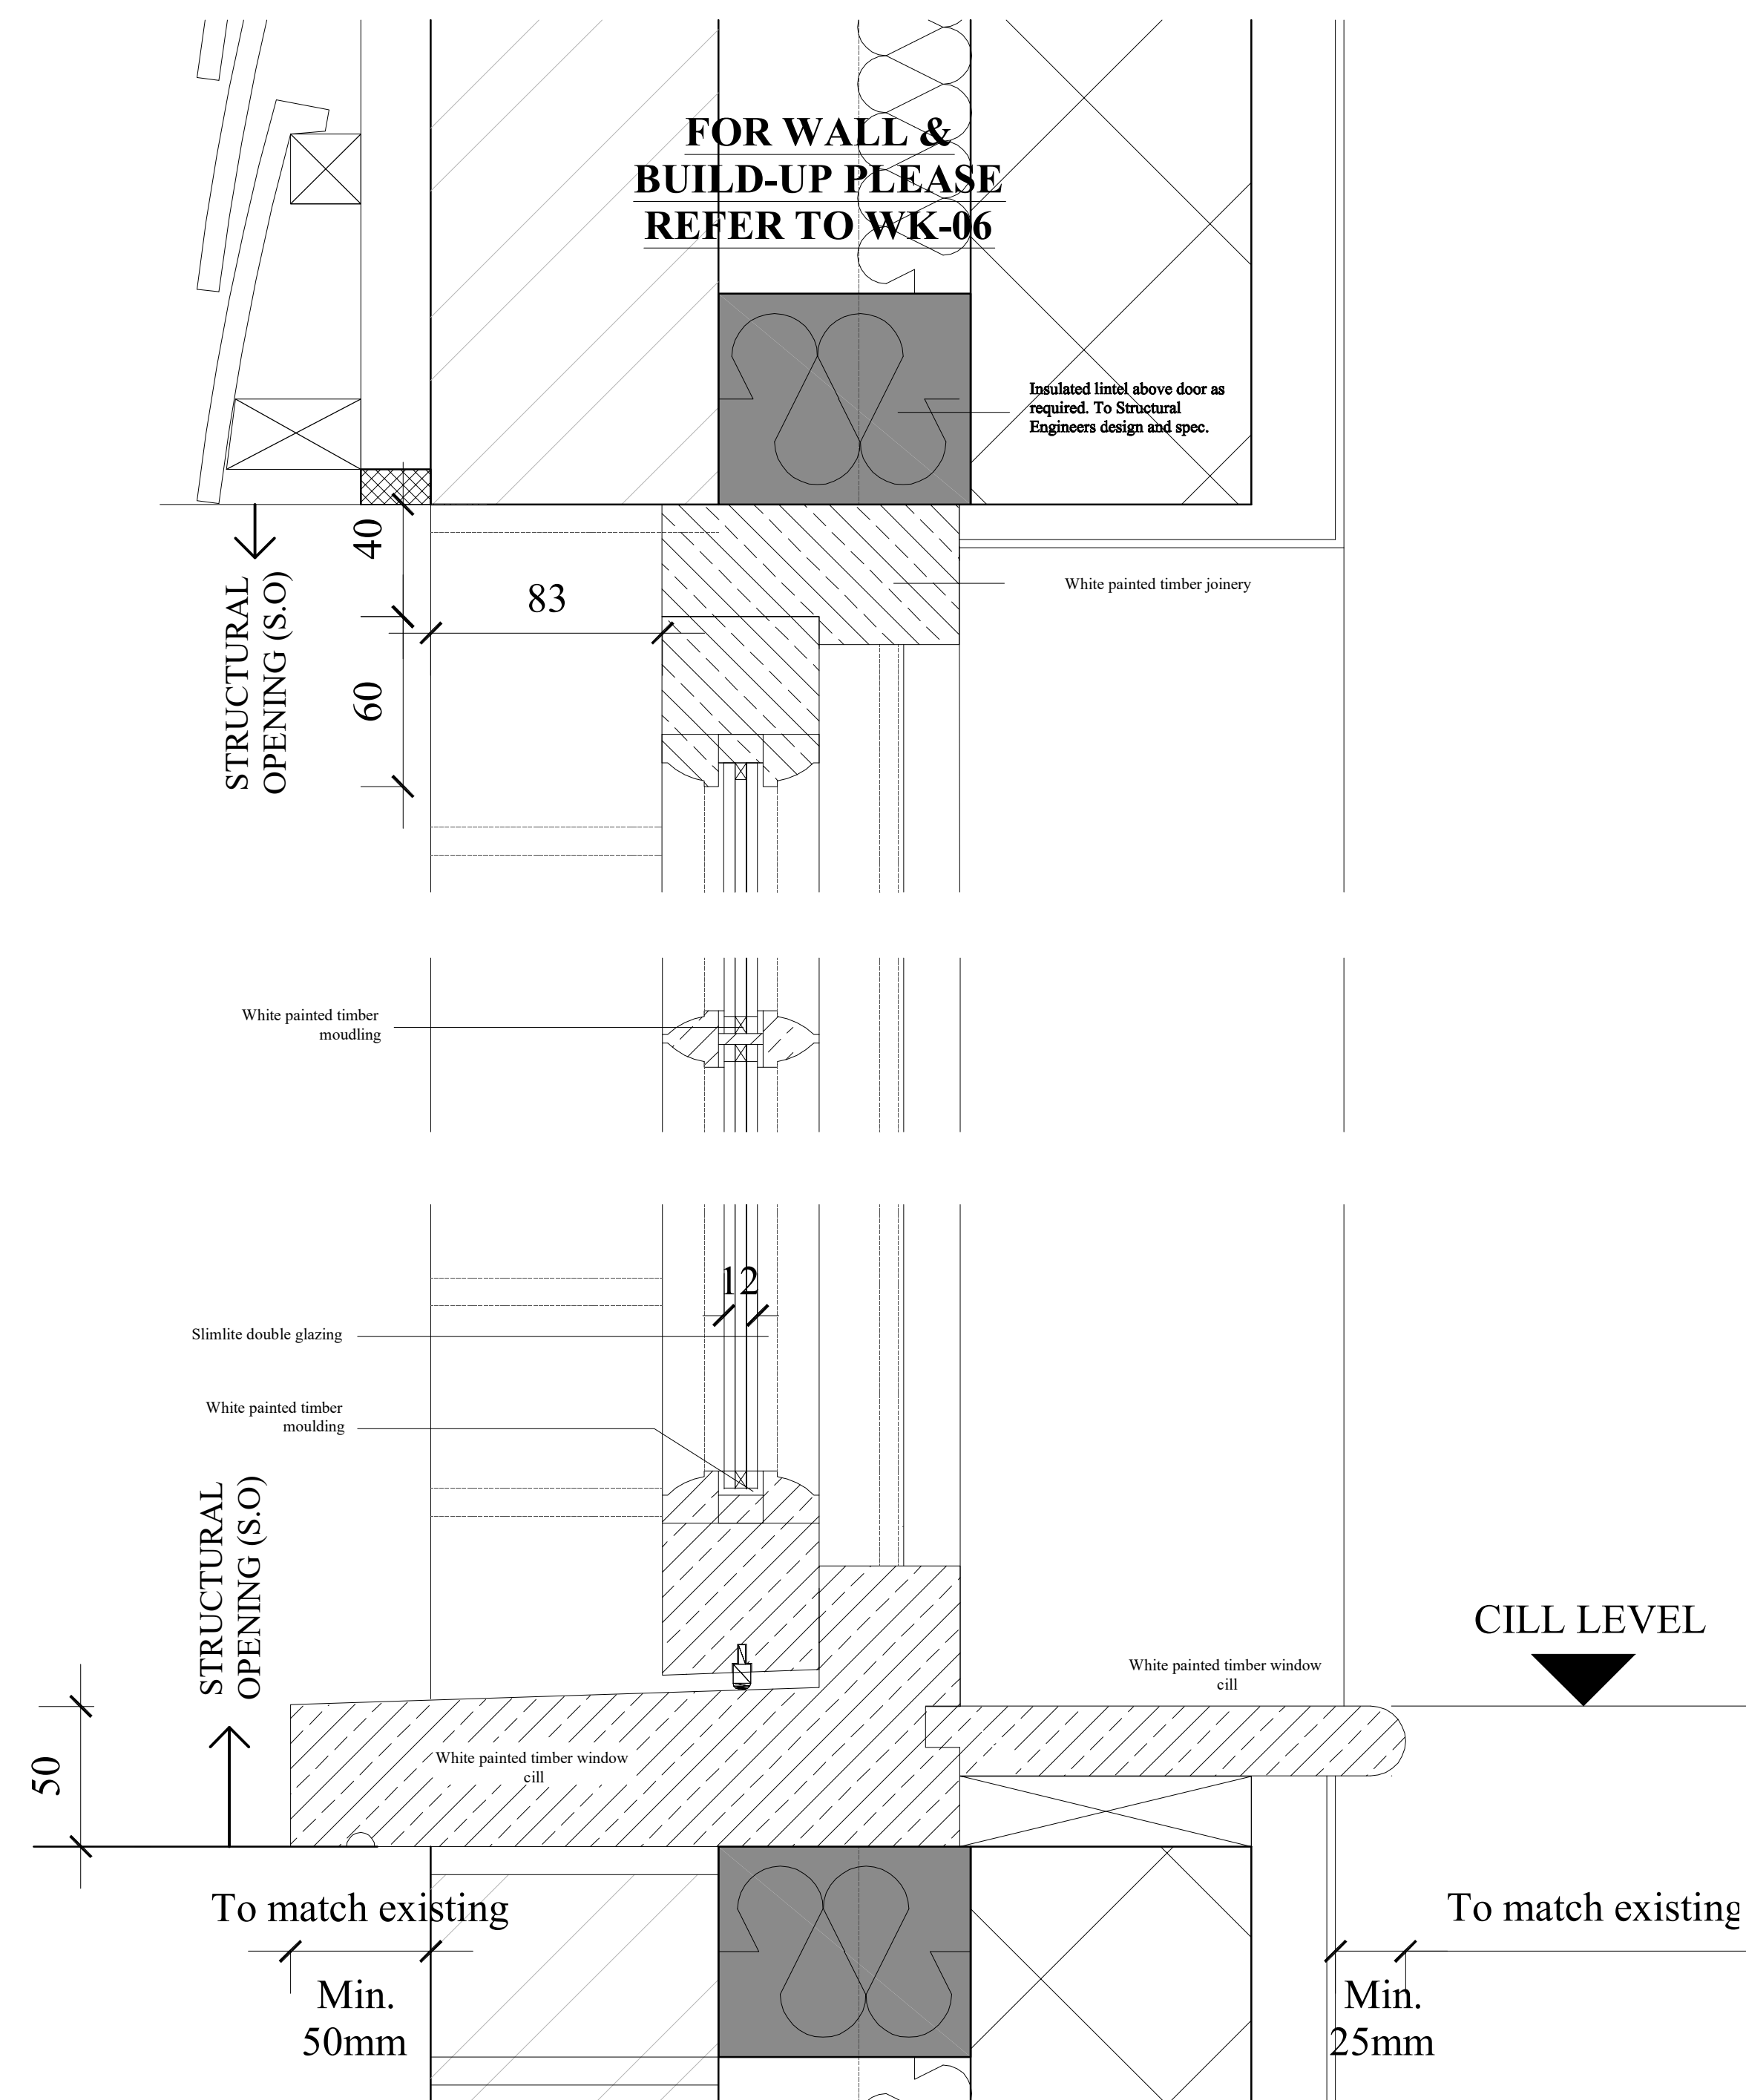 FOR WALL &
BUILD-UP PLEASE
REFER TO WK-06
Insulated lintel above door as
required. To Structural
Engineers design and spec.
40
STRUCTURAL
OPENING (S.O)
83
White painted timber joinery
60
White painted timber
moudling
12
Slimlite double glazing
White painted timber
moulding
STRUCTURAL
OPENING (S.O)
CILL LEVEL
White painted timber window
cill
50
White painted timber window
cill
To match existing
To match existing
Min.
50mm
Min.
25mm